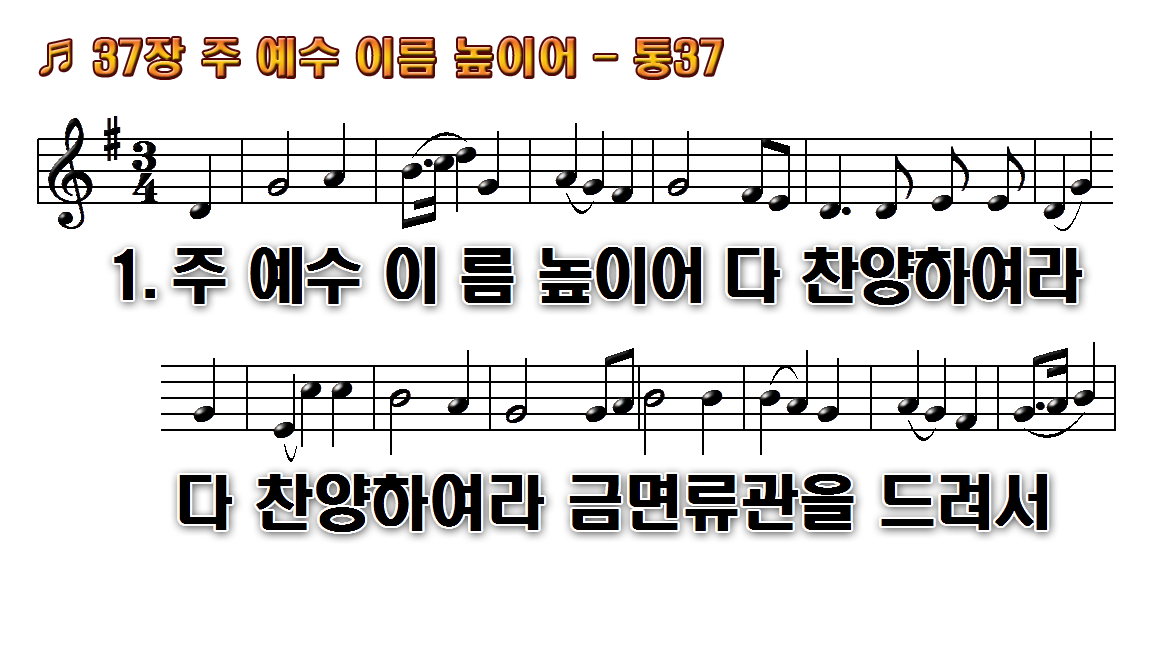 ♬ 37장 주 예수 이름 높이어 - 통37
3
4
1. 주 예수 이 름 높이어 다 찬양하여라
다 찬양하여라 금면류관을 드려서